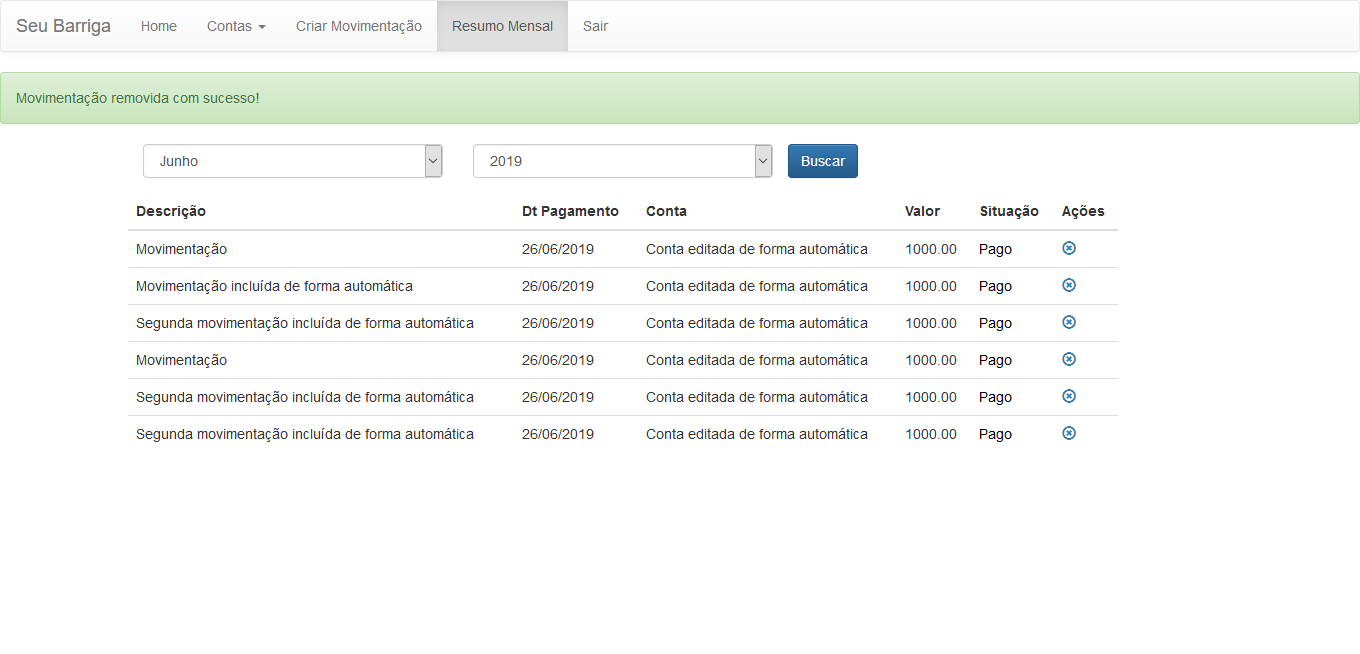 Seu Barriga Home Contas Criar Movimentação Resumo Mensal Sair
Movimentação removida com sucesso!
Junho 2019 Buscar
Descrição Dt Pagamento Conta Valor Situação Ações
Movimentação 26/06/2019 Conta editada de forma automática 1000.00 Pago
Movimentação incluída de forma automática 26/06/2019 Conta editada de forma automática 1000.00 Pago
Segunda movimentação incluída de forma automática 26/06/2019 Conta editada de forma automática 1000.00 Pago
Movimentação 26/06/2019 Conta editada de forma automática 1000.00 Pago
Segunda movimentação incluída de forma automática 26/06/2019 Conta editada de forma automática 1000.00 Pago
Segunda movimentação incluída de forma automática 26/06/2019 Conta editada de forma automática 1000.00 Pago